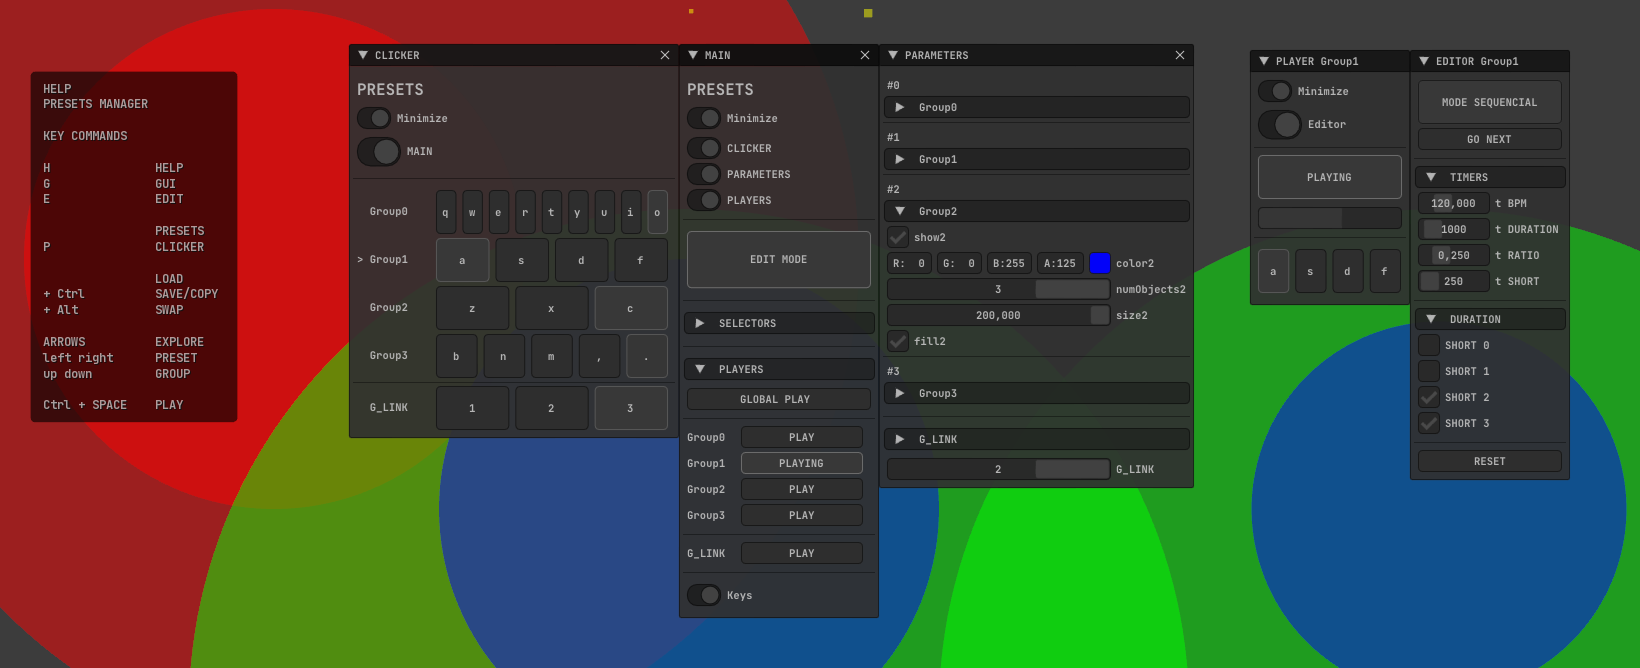 HELP
PRESETS MANAGER
KEY COMMANDS
H HELP
G GUI
E EDIT
PRESETS
P CLICKER
LOAD
+ Ctrl SAVE/COPY
+ Alt SWAP
ARROWS EXPLORE
left right PRESET
up down GROUP
Ctrl + SPACE PLAY
CLICKER
PRESETS
Minimize
MAIN
Group0 q w e r t y u i o
> Group1 a s d f
Group2 z x c
Group3 b n m , .
G_LINK 1 2 3
MAIN
PRESETS
Minimize
CLICKER
PARAMETERS
PLAYERS
EDIT MODE
SELECTORS
PLAYERS
GLOBAL PLAY
Group0 PLAY
Group1 PLAYING
Group2 PLAY
Group3 PLAY
G_LINK PLAY
Keys
PARAMETERS
#0
Group0
#1
Group1
#2
Group2
show2
R: 0 G: 0 B:255 A:125 color2
3 numObjects2
200,000 size2
fill2
#3
Group3
G_LINK
2 G_LINK
PLAYER Group1
Minimize
Editor
PLAYING
a s d f
EDITOR Group1
MODE SEQUENCIAL
GO NEXT
TIMERS
120,000 t BPM
1000 t DURATION
0,250 t RATIO
250 t SHORT
DURATION
SHORT 0
SHORT 1
SHORT 2
SHORT 3
RESET